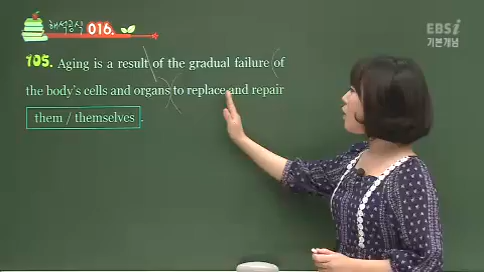 해석공식 016.
EBSi
기본개념
105. Aging is a result of the gradual failure of
the body's cells and organs to replace and repair
them / themselves .